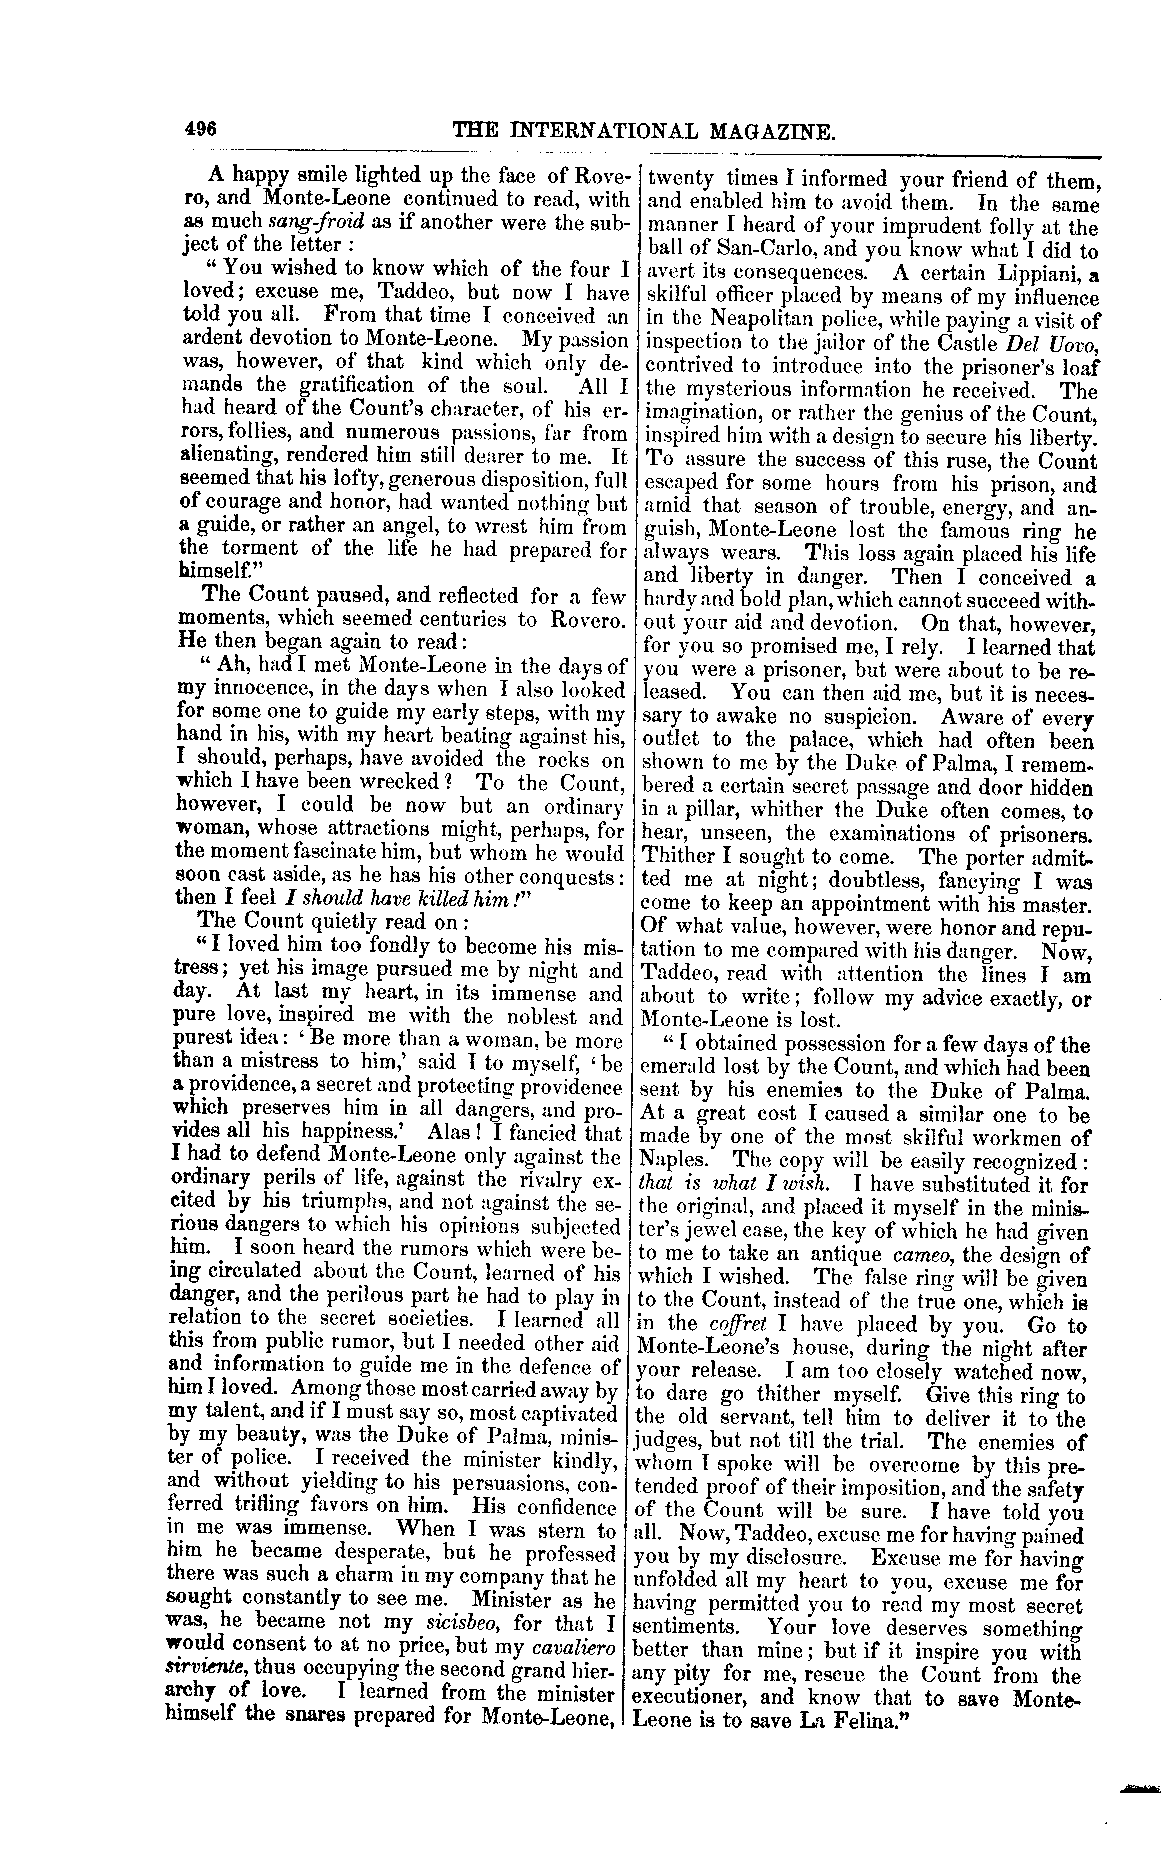 496 THE INTERNATIONAL MAGAZINE.
A happy smile lighted up the face of Rove-
ro, and Monte-Leone continued to read, with
as much sang-froid as if another were the sub-
ject of the letter :
“ You wished to know which of the four I
loved; excuse me, Taddeo, but now I have
told you all. From that time I conceived an
ardent devotion to Monte-Leone. My passion
was, however, of that kind which only de-
mands the gratification of the soul. All I
had heard of the Count's character, of his er-
rors, follies, and numerous passions, far from
alienating, rendered him still dearer to me. It
seemed that his lofty, generous disposition, full
of courage and honor, had wanted nothing but
a guide, or rather an angel, to wrest him from
the torment of the life he had prepared for
himself.”
The Count paused, and reflected for a few
moments, which seemed centuries to Rovero.
He then began again to read:
“ Ah, had I met Monte-Leone in the days of
my innocence, in the days when I also looked
for some one to guide my early steps, with my
hand in his, with my heart beating against his,
I should, perhaps, have avoided the rocks on
which I have been wrecked? To the Count,
however, I could be now but an ordinary
woman, whose attractions might, perhaps, for
the moment fascinate him, but whom he would
soon cast aside, as he has his other conquests:
then I feel I should have killed him!”
The Count quietly read on :
“ I loved him too fondly to become his mis-
tress; yet his image pursued me by night and
day. At last my heart, in its immense and
pure love, inspired me with the noblest and
purest idea: ‘ Be more than a woman, be more
than a mistress to him,’ said I to myself, ‘ be
a providence, a secret and protecting providence
which preserves him in all dangers, and pro-
vides all his happiness.’ Alas! I fancied that
I had to defend Monte-Leone only against the
ordinary perils of life, against the rivalry ex-
cited by his triumphs, and not against the se-
rious dangers to which his opinions subjected
him. I soon heard the rumors which were be-
ing circulated about the Count, learned of his
danger, and the perilous part he had to play in
relation to the secret societies. I learned all
this from public rumor, but I needed other aid
and information to guide me in the defence of
him I loved. Among those most carried away by
my talent, and if I must say so, most captivated
by my beauty, was the Duke of Palma, minis-
ter of police. I received the minister kindly,
and without yielding to his persuasions, con-
ferred trifling favors on him. His confidence
in me was immense. When I was stern to
him he became desperate, but he professed
there was such a charm in my company that he
sought constantly to see me. Minister as he
was, he became not my sicisbeo, for that I
would consent to at no price, but my cavaliero
sirviente, thus occupying the second grand hier-
archy of love. I learned from the minister
himself the snares prepared for Monte-Leone,
twenty times I informed your friend of them,
and enabled him to avoid them. In the same
manner I heard of your imprudent folly at the
ball of San-Carlo, and you know what I did to
avert its consequences. A certain Lippiani, a
skilful officer placed by means of my influence
in the Neapolitan police, while paying a visit of
inspection to the jailor of the Castle Del Uovo,
contrived to introduce into the prisoner's loaf
the mysterious information he received. The
imagination, or rather the genius of the Count,
inspired him with a design to secure his liberty.
To assure the success of this ruse, the Count
escaped for some hours from his prison, and
amid that season of trouble, energy, and an-
guish, Monte-Leone lost the famous ring he
always wears. This loss again placed his life
and liberty in danger. Then I conceived a
hardy and bold plan, which cannot succeed with-
out your aid and devotion. On that, however,
for you so promised me, I rely. I learned that
you were a prisoner, but were about to be re-
leased. You can then aid me, but it is neces-
sary to awake no suspicion. Aware of every
outlet to the palace, which had often been
shown to me by the Duke of Palma, I remem-
bered a certain secret passage and door hidden
in a pillar, whither the Duke often comes, to
hear, unseen, the examinations of prisoners.
Thither I sought to come. The porter admit-
ted me at night; doubtless, fancying I was
come to keep an appointment with his master.
Of what value, however, were honor and repu-
tation to me compared with his danger. Now,
Taddeo, read with attention the lines I am
about to write; follow my advice exactly, or
Monte-Leone is lost.
“ I obtained possession for a few days of the
emerald lost by the Count, and which had been
sent by his enemies to the Duke of Palma.
At a great cost I caused a similar one to be
made by one of the most skilful workmen of
Naples. The copy will be easily recognized :
that is what I wish. I have substituted it for
the original, and placed it myself in the minis-
ter's jewel case, the key of which he had given
to me to take an antique cameo, the design of
which I wished. The false ring will be given
to the Count, instead of the true one, which is
in the coffret I have placed by you. Go to
Monte-Leone's house, during the night after
your release. I am too closely watched now,
to dare go thither myself. Give this ring to
the old servant, tell him to deliver it to the
judges, but not till the trial. The enemies of
whom I spoke will be overcome by this pre-
tended proof of their imposition, and the safety
of the Count will be sure. I have told you
all. Now, Taddeo, excuse me for having pained
you by my disclosure. Excuse me for having
unfolded all my heart to you, excuse me for
having permitted you to read my most secret
sentiments. Your love deserves something
better than mine; but if it inspire you with
any pity for me, rescue the Count from the
executioner, and know that to save Monte-
Leone is to save La Felina.”